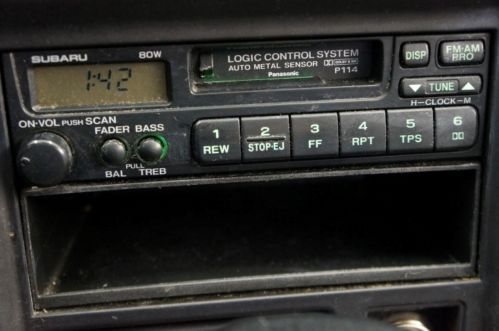 SUBARU 80W
1:42
LOGIC CONTROL SYSTEM
AUTO METAL SENSOR
Panasonic P114
DISP FM·AM PRO
TUNE
H-CLOCK-M
ON·VOL PUSH SCAN
FADER BASS
PULL
BAL TREB
1 2 3 4 5 6
REW STOP·EJ FF RPT TPS